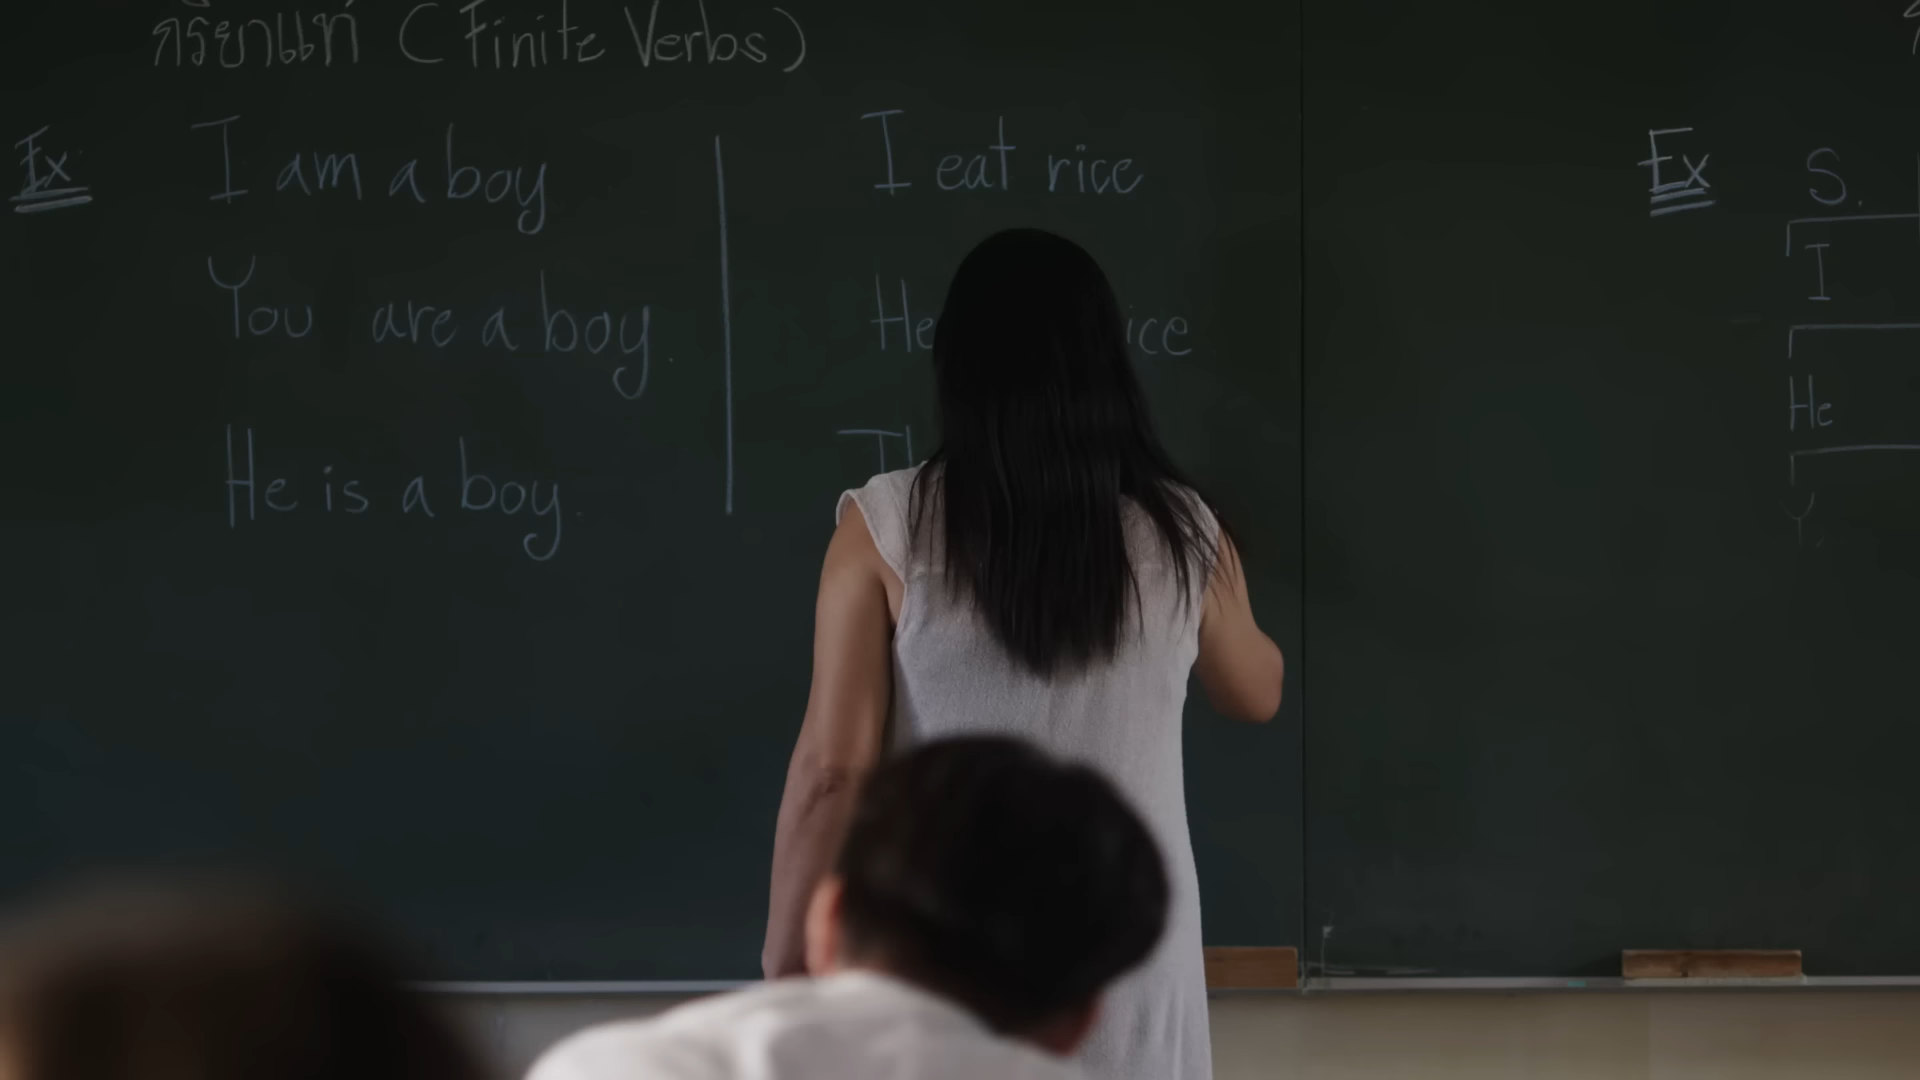 กริยาแท้ (Finite Verbs)
Ex
I am a boy
You are a boy.
He is a boy.
I eat rice
He
Ex
S.
I
He